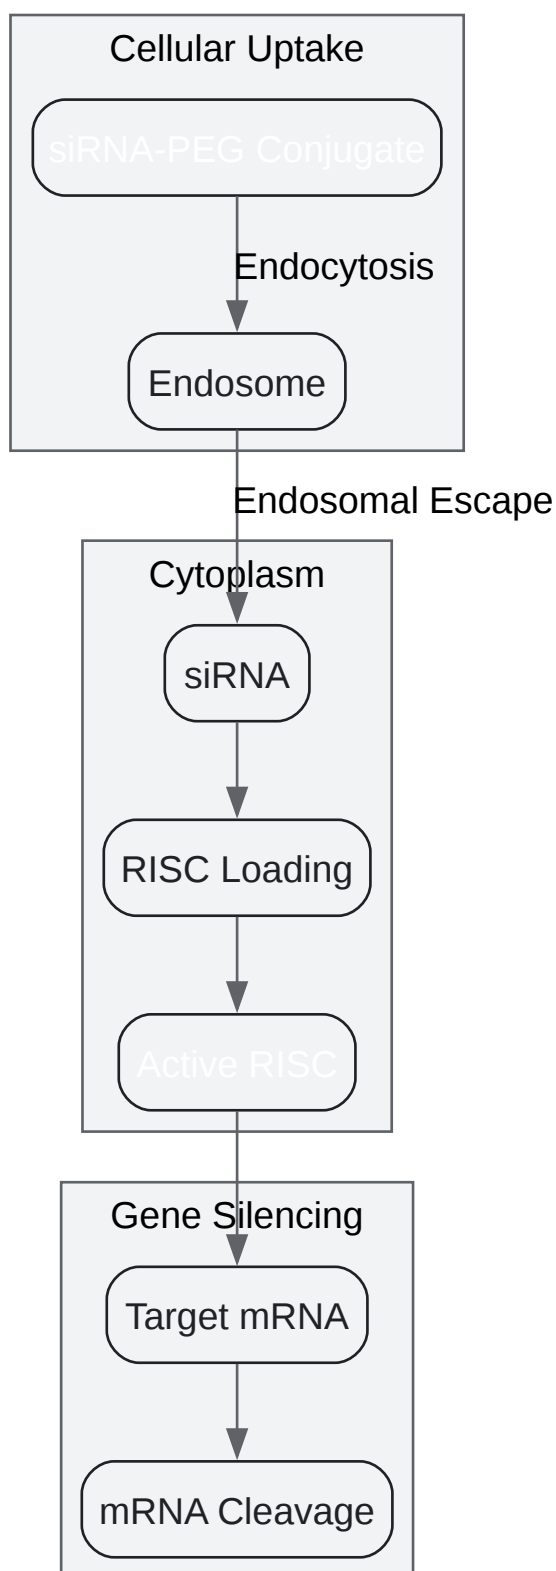 Cellular Uptake
siRNA-PEG Conjugate
Endocytosis
Endosome
Endosomal Escape
Cytoplasm
siRNA
RISC Loading
Active RISC
Gene Silencing
Target mRNA
mRNA Cleavage